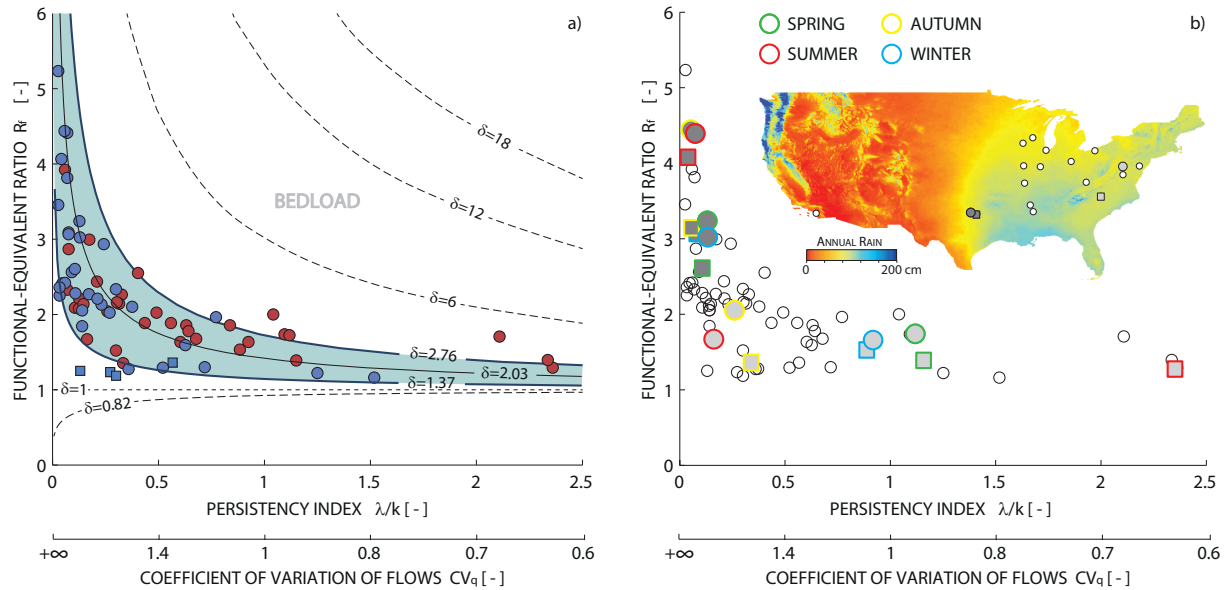 a)
6
5
4
3
2
1
0
FUNCTIONAL-EQUIVALENT RATIO Rf [ - ]
δ=18
δ=12
δ=6
BEDLOAD
δ=2.76
δ=2.03
δ=1.37
δ=1
δ=0.82
0 0.5 1 1.5 2 2.5
PERSISTENCY INDEX λ/k [ - ]
+∞ 1.4 1 0.8 0.7 0.6
COEFFICIENT OF VARIATION OF FLOWS CVq [ - ]
b)
SPRING AUTUMN
SUMMER WINTER
6
5
4
3
2
1
0
FUNCTIONAL-EQUIVALENT RATIO Rf [ - ]
ANNUAL RAIN
0 200 cm
0 0.5 1 1.5 2 2.5
PERSISTENCY INDEX λ/k [ - ]
+∞ 1.4 1 0.8 0.7 0.6
COEFFICIENT OF VARIATION OF FLOWS CVq [ - ]